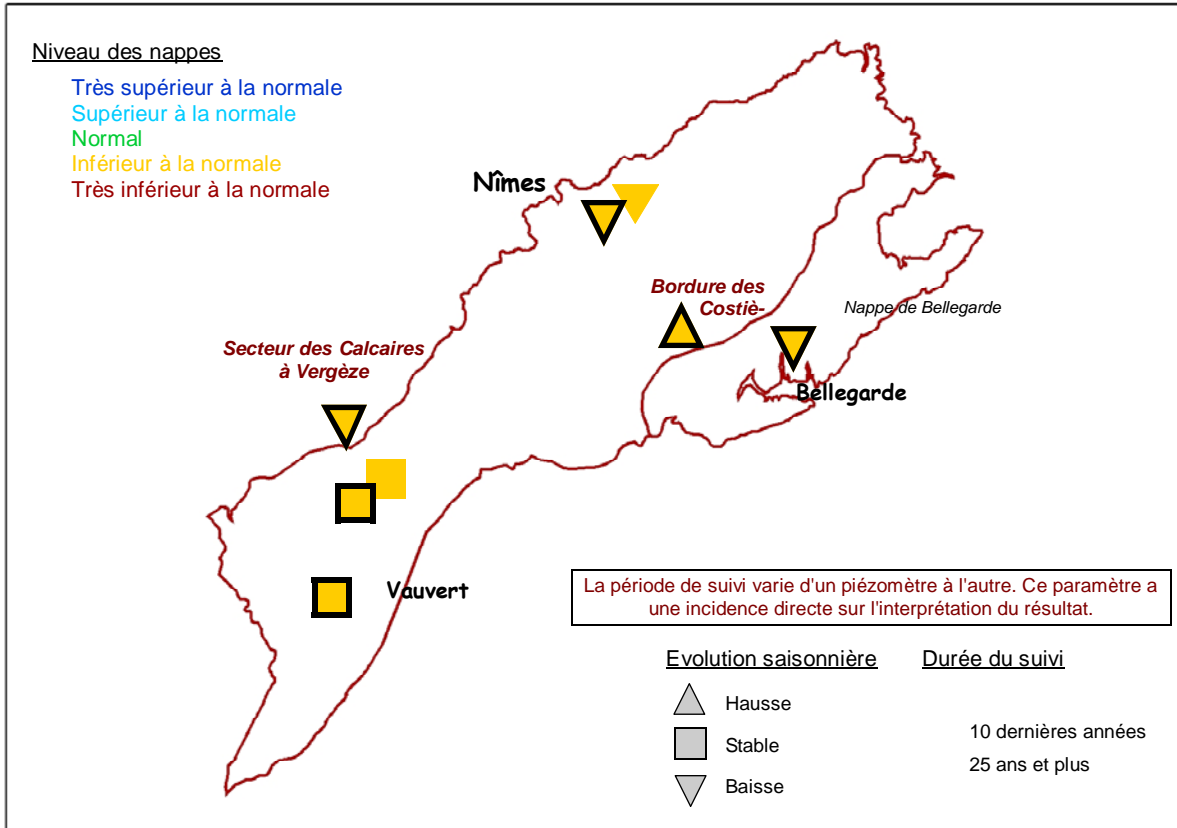 Niveau des nappes
Très supérieur à la normale
Supérieur à la normale
Normal
Inférieur à la normale
Très inférieur à la normale
Nîmes
Bordure des
Costiè-
Nappe de Bellegarde
Secteur des Calcaires
à Vergèze
Bellegarde
Vauvert
La période de suivi varie d'un piézomètre à l'autre. Ce paramètre a
une incidence directe sur l'interprétation du résultat.
Evolution saisonnière
Durée du suivi
Hausse
Stable
Baisse
10 dernières années
25 ans et plus